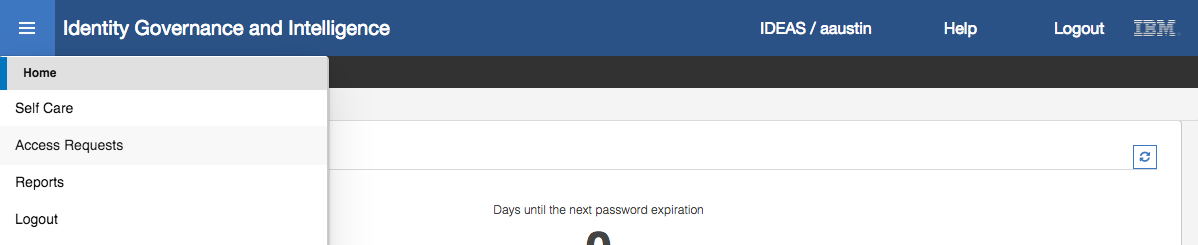 Identity Governance and Intelligence IDEAS / aaustin Help Logout IBM
Home
Self Care
Access Requests
Reports
Days until the next password expiration
Logout